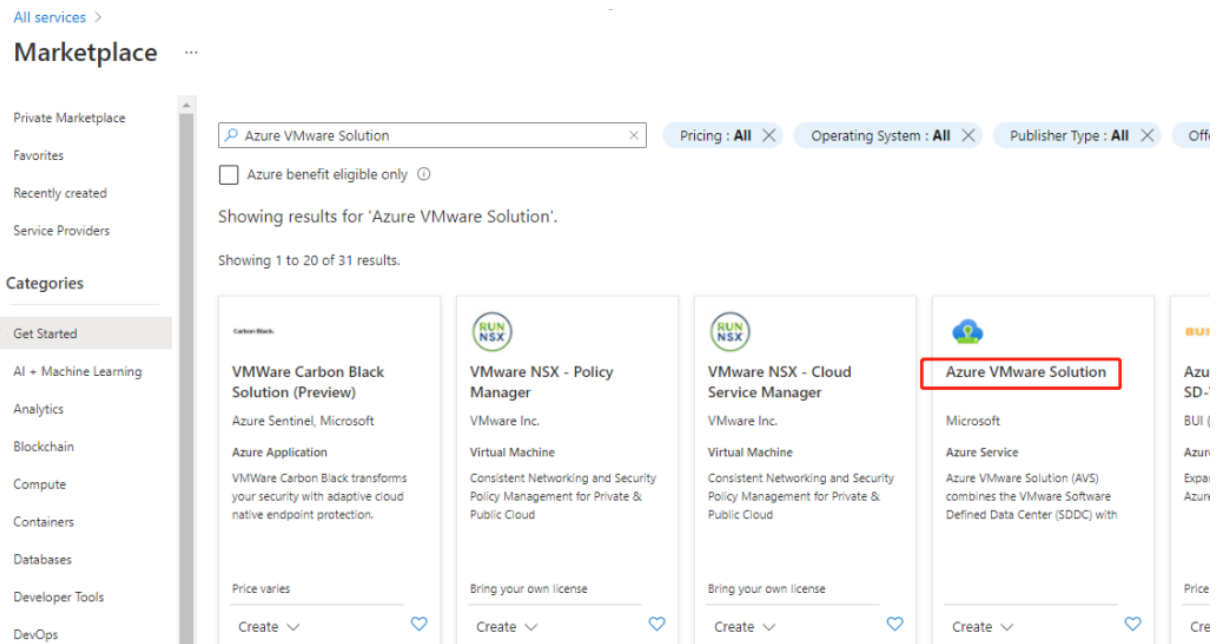 All services >
Marketplace ...
Private Marketplace
Favorites
Recently created
Service Providers
Categories
Get Started
AI + Machine Learning
Analytics
Blockchain
Compute
Containers
Databases
Developer Tools
DevOps
Azure VMware Solution
Pricing : All
Operating System : All
Publisher Type : All
Azure benefit eligible only
Showing results for 'Azure VMware Solution'.
Showing 1 to 20 of 31 results.
Carbon Black.
VMWare Carbon Black
Solution (Preview)
Azure Sentinel, Microsoft
Azure Application
VMWare Carbon Black transforms
your security with adaptive cloud
native endpoint protection.
Price varies
Create
RUN
NSX
VMware NSX - Policy
Manager
VMware Inc.
Virtual Machine
Consistent Networking and Security
Policy Management for Private &
Public Cloud
Bring your own license
Create
RUN
NSX
VMware NSX - Cloud
Service Manager
VMware Inc.
Virtual Machine
Consistent Networking and Security
Policy Management for Private &
Public Cloud
Bring your own license
Create
Azure VMware Solution
Microsoft
Azure Service
Azure VMware Solution (AVS)
combines the VMware Software
Defined Data Center (SDDC) with
Create
BUI
Price